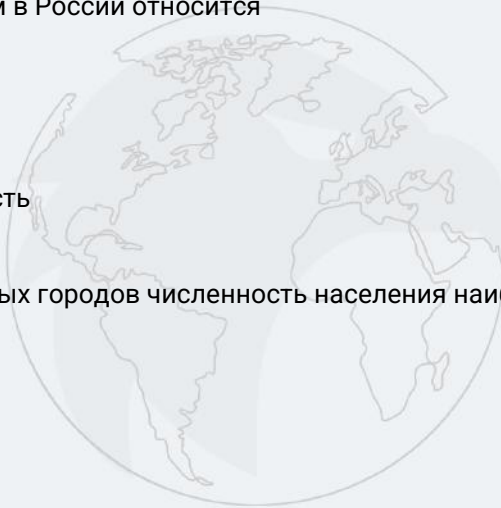 м в России относится
сть
ых городов численность населения наи